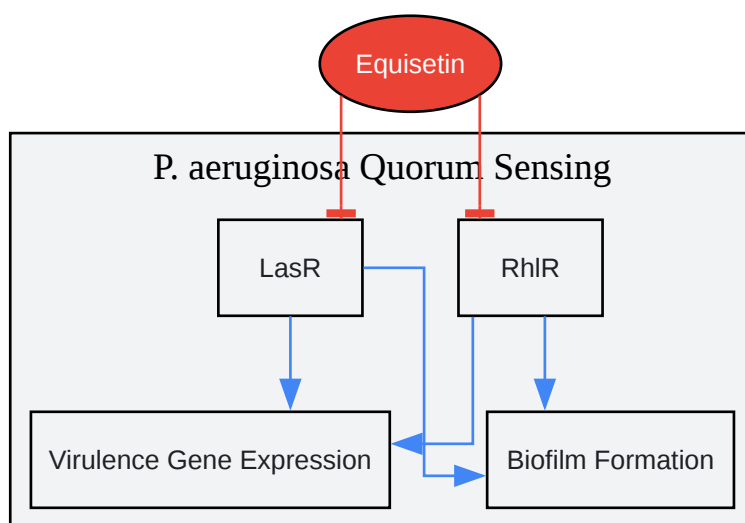 Equisetin
P. aeruginosa Quorum Sensing
LasR
RhlR
Virulence Gene Expression
Biofilm Formation